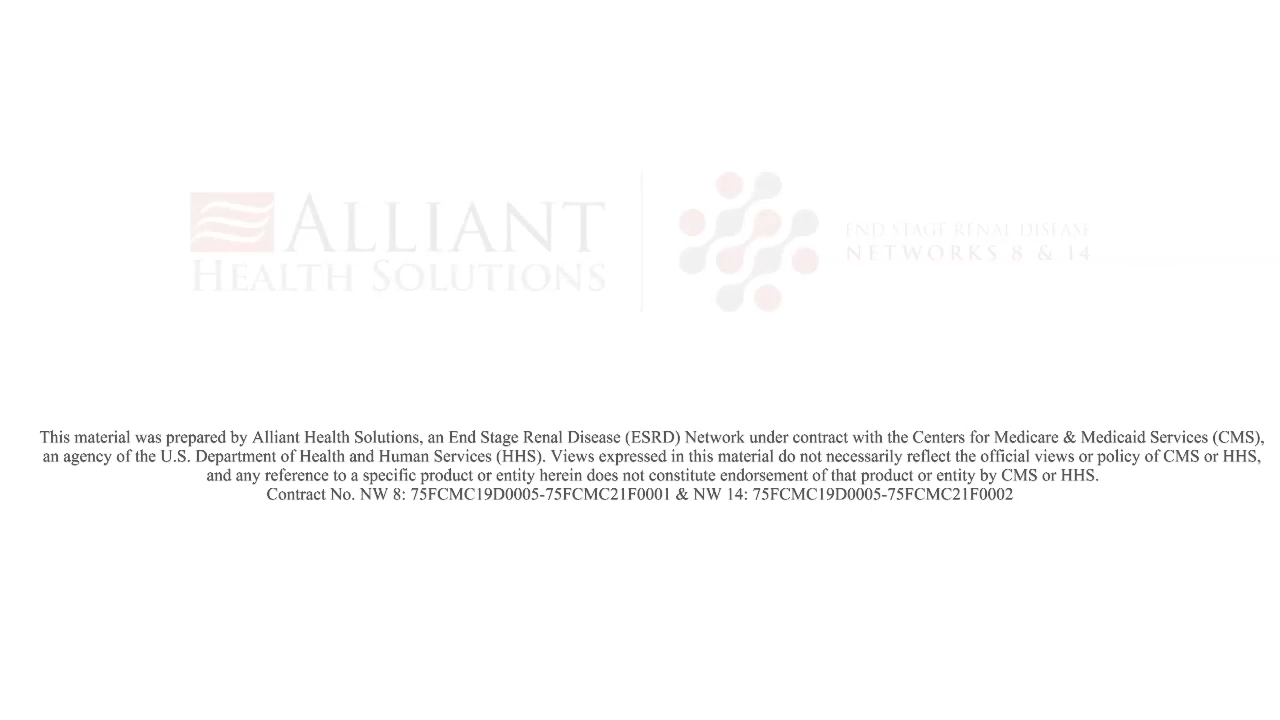 ALLIANT
HEALTH SOLUTIONS
END STAGE RENAL DISEASE
NETWORKS 8 & 14
This material was prepared by Alliant Health Solutions, an End Stage Renal Disease (ESRD) Network under contract with the Centers for Medicare & Medicaid Services (CMS),
an agency of the U.S. Department of Health and Human Services (HHS). Views expressed in this material do not necessarily reflect the official views or policy of CMS or HHS,
and any reference to a specific product or entity herein does not constitute endorsement of that product or entity by CMS or HHS.
Contract No. NW 8: 75FCMC19D0005-75FCMC21F0001 & NW 14: 75FCMC19D0005-75FCMC21F0002